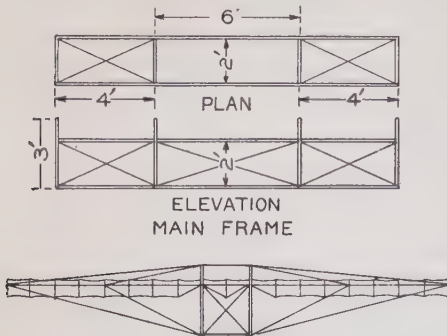 6'
2'
4' PLAN 4'
3'
2'
ELEVATION
MAIN FRAME